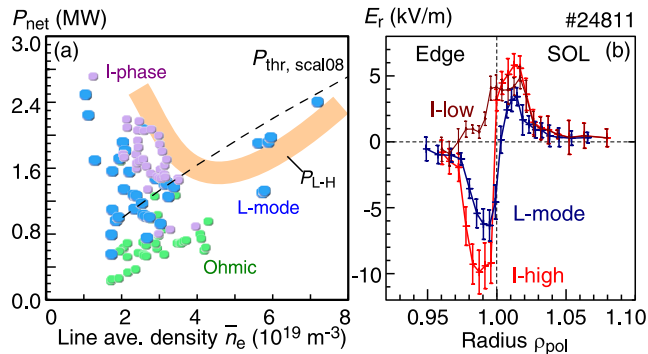 P_net (MW)
E_r (kV/m)
#24811
3.0
2.4
1.8
1.2
0.6
0.0
(a)
I-phase
P_thr, scal08
P_L-H
L-mode
Ohmic
0
2
4
6
8
Line ave. density n̅_e (10^19 m^-3)
Edge
SOL
(b)
5
0
-5
-10
I-low
L-mode
I-high
0.95
1.00
1.05
1.10
Radius ρ_pol